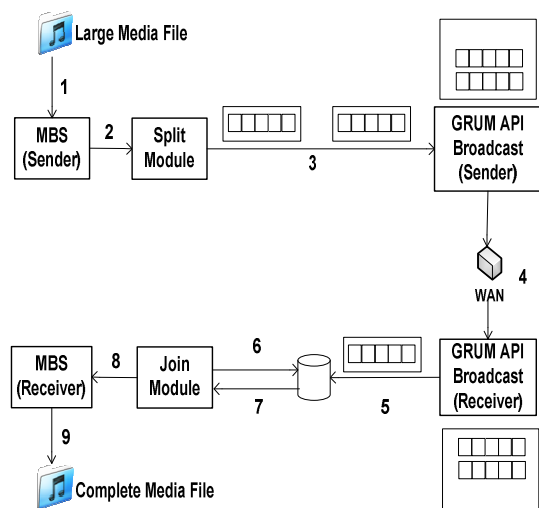 Large Media File
1
MBS
(Sender)
2
Split
Module
3
GRUM API
Broadcast
(Sender)
4
WAN
GRUM API
Broadcast
(Receiver)
5
6
7
Join
Module
8
MBS
(Receiver)
9
Complete Media File